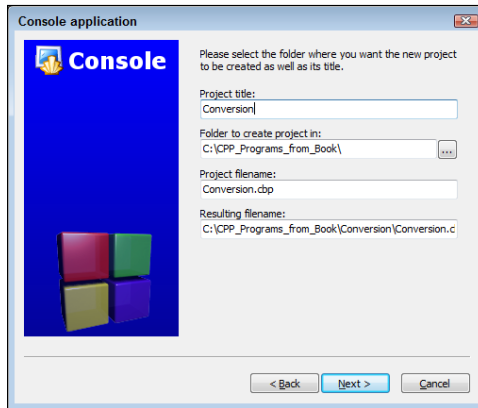 Console application
Console
Please select the folder where you want the new project
to be created as well as its title.
Project title:
Conversion
Folder to create project in:
C:\CPP_Programs_from_Book\
...
Project filename:
Conversion.cbp
Resulting filename:
C:\CPP_Programs_from_Book\Conversion\Conversion.c
< Back
Next >
Cancel